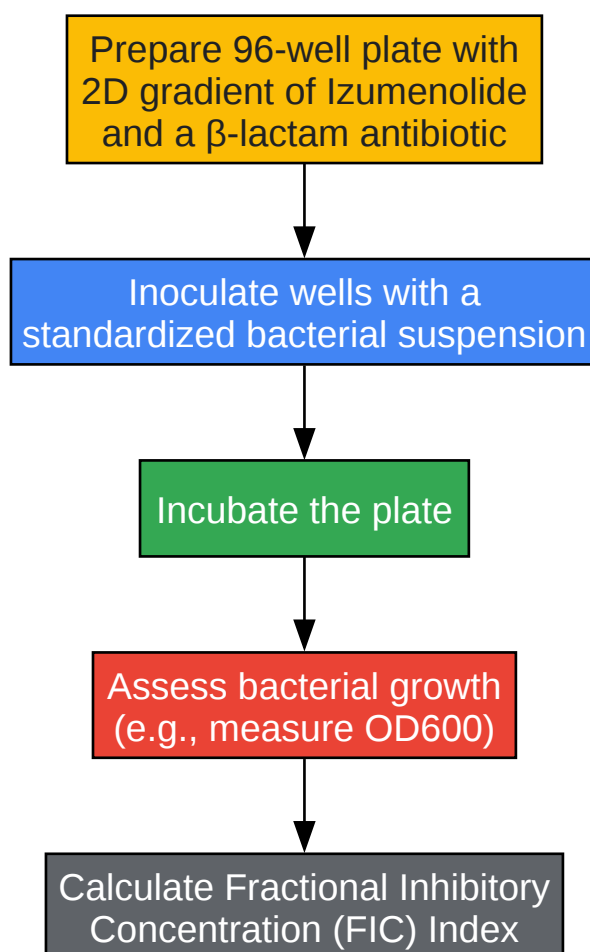 Prepare 96-well plate with
2D gradient of Izumenolide
and a β-lactam antibiotic
Inoculate wells with a
standardized bacterial suspension
Incubate the plate
Assess bacterial growth
(e.g., measure OD600)
Calculate Fractional Inhibitory
Concentration (FIC) Index